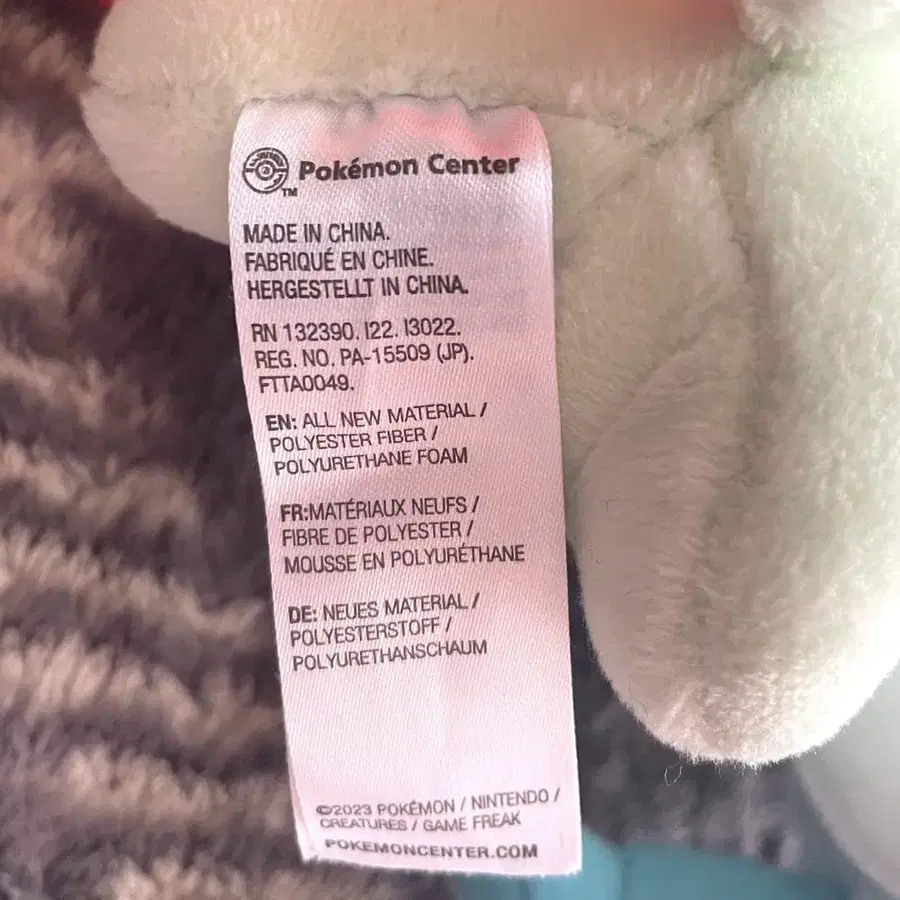 Pokémon Center
TM
MADE IN CHINA.
FABRIQUÉ EN CHINE.
HERGESTELLT IN CHINA.
RN 132390. I22. I3022.
REG. NO. PA-15509 (JP).
FTTA0049.
EN: ALL NEW MATERIAL /
POLYESTER FIBER /
POLYURETHANE FOAM
FR:MATÉRIAUX NEUFS /
FIBRE DE POLYESTER /
MOUSSE EN POLYURÉTHANE
DE: NEUES MATERIAL /
POLYESTERSTOFF /
POLYURETHANSCHAUM
©2023 POKÉMON / NINTENDO /
CREATURES / GAME FREAK
POKEMONCENTER.COM